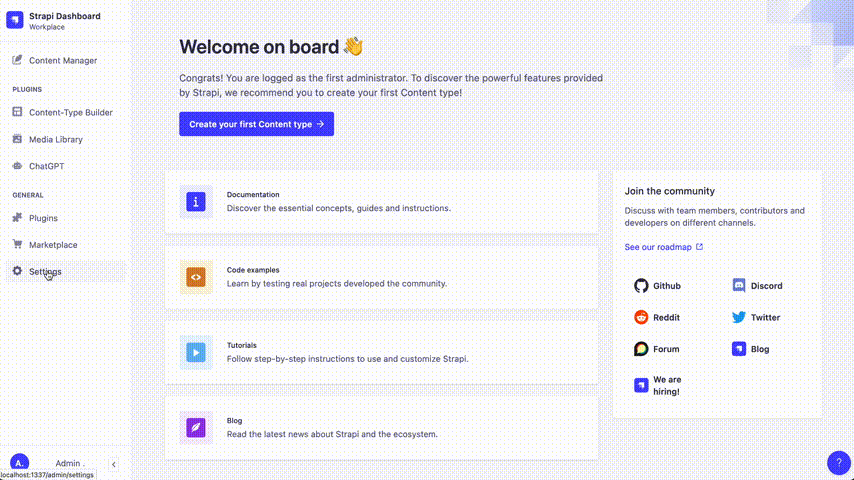 Strapi Dashboard
Workplace
Content Manager
PLUGINS
Content-Type Builder
Media Library
ChatGPT
GENERAL
Plugins
Marketplace
Settings
A.
Admin .
localhost:1337/admin/settings
Welcome on board 👋
Congrats! You are logged as the first administrator. To discover the powerful features provided
by Strapi, we recommend you to create your first Content type!
Create your first Content type →
Documentation
Discover the essential concepts, guides and instructions.
Code examples
Learn by testing real projects developed the community.
Tutorials
Follow step-by-step instructions to use and customize Strapi.
Blog
Read the latest news about Strapi and the ecosystem.
Join the community
Discuss with team members, contributors and
developers on different channels.
See our roadmap
Github
Discord
Reddit
Twitter
Forum
Blog
We are
hiring!
?